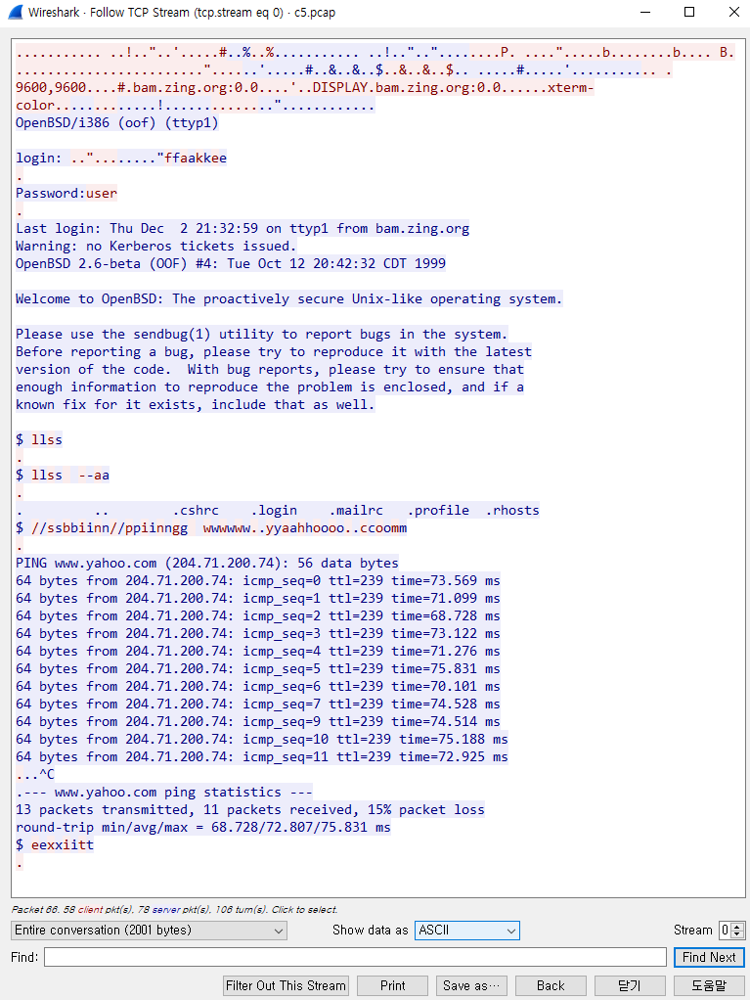 Wireshark · Follow TCP Stream (tcp.stream eq 0) · c5.pcap
........... ..!.."..'.....#..%..%........... ..!..".."........P. ....".....b........b.... B.
........................"......'.....#..&..&..$..&..&..$.. .....#.....'........... .
9600,9600....#.bam.zing.org:0.0....'..DISPLAY.bam.zing.org:0.0......xterm-
color.............!.............."............
OpenBSD/i386 (oof) (ttyp1)
login: .."........"ffaakkee
.
Password:user
.
Last login: Thu Dec  2 21:32:59 on ttyp1 from bam.zing.org
Warning: no Kerberos tickets issued.
OpenBSD 2.6-beta (OOF) #4: Tue Oct 12 20:42:32 CDT 1999
Welcome to OpenBSD: The proactively secure Unix-like operating system.
Please use the sendbug(1) utility to report bugs in the system.
Before reporting a bug, please try to reproduce it with the latest
version of the code.  With bug reports, please try to ensure that
enough information to reproduce the problem is enclosed, and if a
known fix for it exists, include that as well.
$ llss
.
$ llss  --aa
.
.         ..        .cshrc    .login    .mailrc   .profile  .rhosts
$ //ssbbiinn//ppiinngg  wwwwww..yyaahhoooo..ccoomm
.
PING www.yahoo.com (204.71.200.74): 56 data bytes
64 bytes from 204.71.200.74: icmp_seq=0 ttl=239 time=73.569 ms
64 bytes from 204.71.200.74: icmp_seq=1 ttl=239 time=71.099 ms
64 bytes from 204.71.200.74: icmp_seq=2 ttl=239 time=68.728 ms
64 bytes from 204.71.200.74: icmp_seq=3 ttl=239 time=73.122 ms
64 bytes from 204.71.200.74: icmp_seq=4 ttl=239 time=71.276 ms
64 bytes from 204.71.200.74: icmp_seq=5 ttl=239 time=75.831 ms
64 bytes from 204.71.200.74: icmp_seq=6 ttl=239 time=70.101 ms
64 bytes from 204.71.200.74: icmp_seq=7 ttl=239 time=74.528 ms
64 bytes from 204.71.200.74: icmp_seq=9 ttl=239 time=74.514 ms
64 bytes from 204.71.200.74: icmp_seq=10 ttl=239 time=75.188 ms
64 bytes from 204.71.200.74: icmp_seq=11 ttl=239 time=72.925 ms
...^C
.--- www.yahoo.com ping statistics ---
13 packets transmitted, 11 packets received, 15% packet loss
round-trip min/avg/max = 68.728/72.807/75.831 ms
$ eexxiitt
.
Packet 66. 58 client pkt(s), 78 server pkt(s), 106 turn(s). Click to select.
Entire conversation (2001 bytes) Show data as ASCII Stream 0
Find: Find Next
Filter Out This Stream Print Save as… Back 닫기 도움말